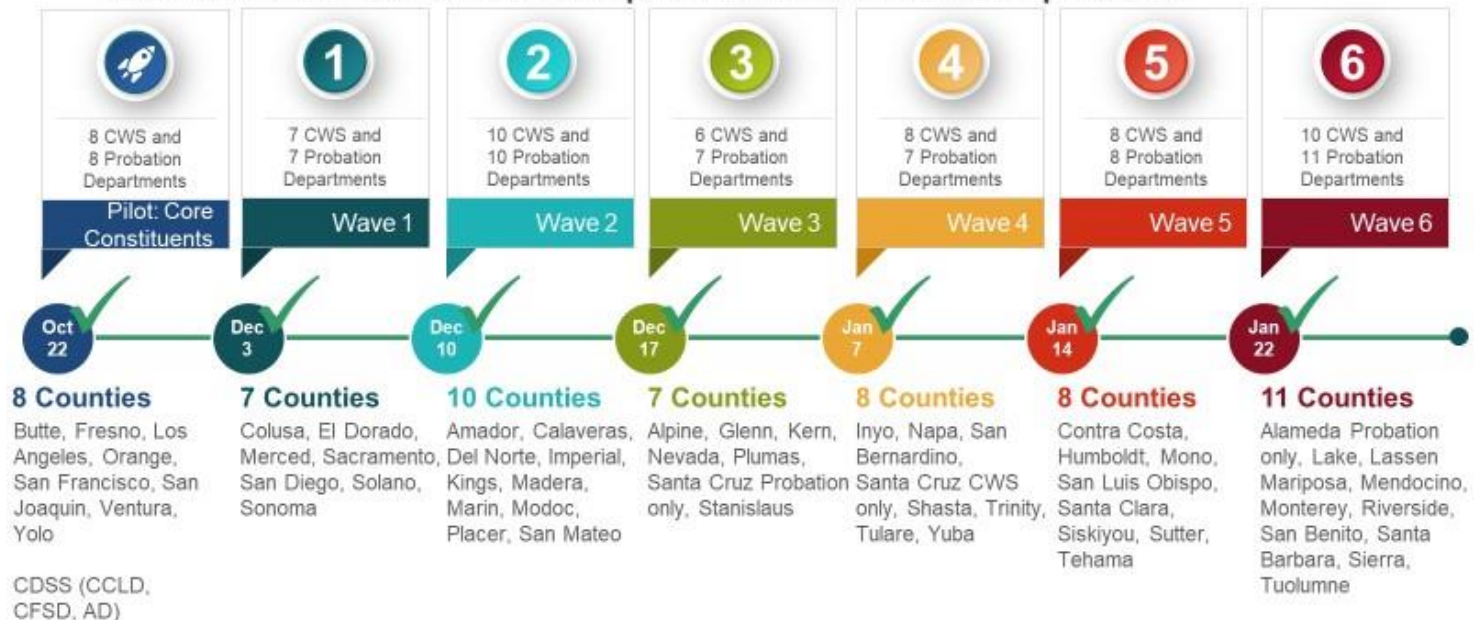 1
2
3
4
5
6
8 CWS and
8 Probation
Departments
7 CWS and
7 Probation
Departments
10 CWS and
10 Probation
Departments
6 CWS and
7 Probation
Departments
8 CWS and
7 Probation
Departments
8 CWS and
8 Probation
Departments
10 CWS and
11 Probation
Departments
Pilot: Core
Constituents
Wave 1
Wave 2
Wave 3
Wave 4
Wave 5
Wave 6
Oct
22
Dec
3
Dec
10
Dec
17
Jan
7
Jan
14
Jan
22
8 Counties
Butte, Fresno, Los
Angeles, Orange,
San Francisco, San
Joaquin, Ventura,
Yolo
CDSS (CCLD,
CFSD, AD)
7 Counties
Colusa, El Dorado,
Merced, Sacramento,
San Diego, Solano,
Sonoma
10 Counties
Amador, Calaveras,
Del Norte, Imperial,
Kings, Madera,
Marin, Modoc,
Placer, San Mateo
7 Counties
Alpine, Glenn, Kern,
Nevada, Plumas,
Santa Cruz Probation
only, Stanislaus
8 Counties
Inyo, Napa, San
Bernardino,
Santa Cruz CWS
only, Shasta, Trinity,
Tulare, Yuba
8 Counties
Contra Costa,
Humboldt, Mono,
San Luis Obispo,
Santa Clara,
Siskiyou, Sutter,
Tehama
11 Counties
Alameda Probation
only, Lake, Lassen
Mariposa, Mendocino,
Monterey, Riverside,
San Benito, Santa
Barbara, Sierra,
Tuolumne